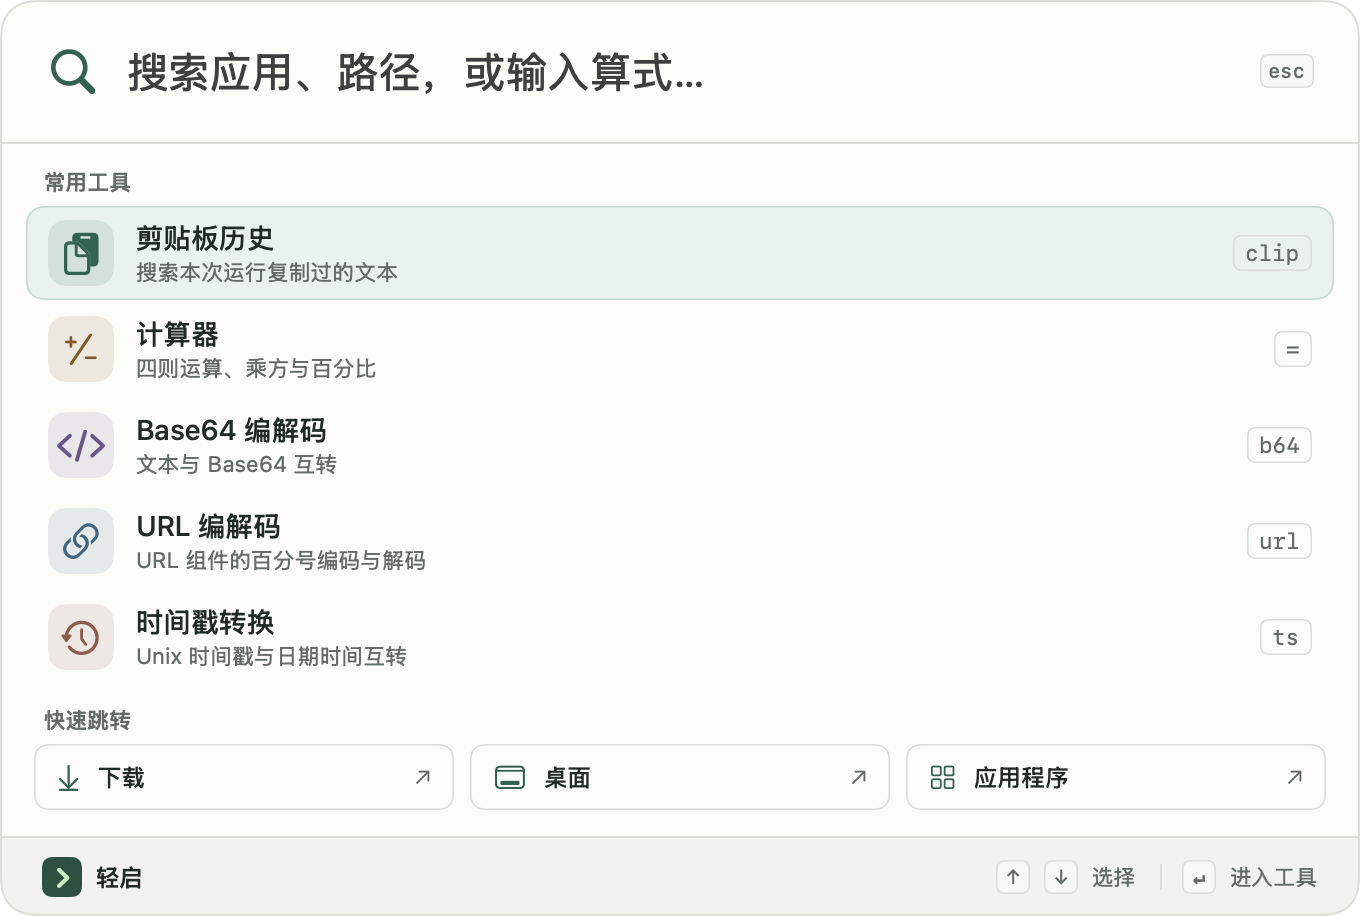 搜索应用、路径，或输入算式...
esc
常用工具
剪贴板历史
搜索本次运行复制过的文本
clip
计算器
四则运算、乘方与百分比
=
Base64 编解码
文本与 Base64 互转
b64
URL 编解码
URL 组件的百分号编码与解码
url
时间戳转换
Unix 时间戳与日期时间互转
ts
快速跳转
下载
桌面
应用程序
轻启
↑ ↓ 选择
↵ 进入工具